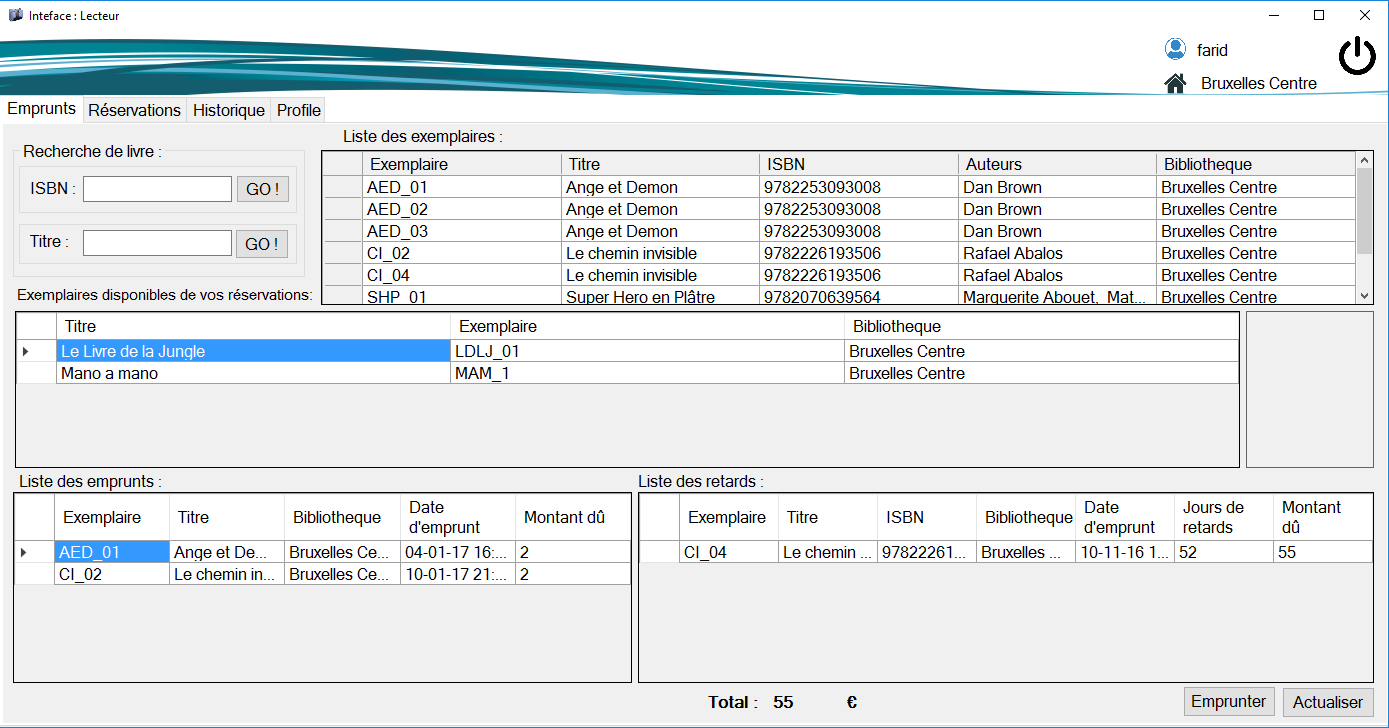 Inteface : Lecteur
farid
Bruxelles Centre
Emprunts Réservations Historique Profile
Liste des exemplaires :
Recherche de livre :
ISBN : GO !
Titre : GO !
Exemplaire Titre ISBN Auteurs Bibliotheque
AED_01 Ange et Demon 9782253093008 Dan Brown Bruxelles Centre
AED_02 Ange et Demon 9782253093008 Dan Brown Bruxelles Centre
AED_03 Ange et Demon 9782253093008 Dan Brown Bruxelles Centre
CI_02 Le chemin invisible 9782226193506 Rafael Abalos Bruxelles Centre
CI_04 Le chemin invisible 9782226193506 Rafael Abalos Bruxelles Centre
SHP_01 Super Hero en Plâtre 9782070639564 Marguerite Abouet, Mat... Bruxelles Centre
Exemplaires disponibles de vos réservations:
Titre Exemplaire Bibliotheque
Le Livre de la Jungle LDLJ_01 Bruxelles Centre
Mano a mano MAM_1 Bruxelles Centre
Liste des emprunts :
Exemplaire Titre Bibliotheque Date d'emprunt Montant dû
AED_01 Ange et De... Bruxelles Ce... 04-01-17 16:... 2
CI_02 Le chemin in... Bruxelles Ce... 10-01-17 21:... 2
Liste des retards :
Exemplaire Titre ISBN Bibliotheque Date d'emprunt Jours de retards Montant dû
CI_04 Le chemin ... 97822261... Bruxelles ... 10-11-16 1... 52 55
Total : 55 €
Emprunter Actualiser